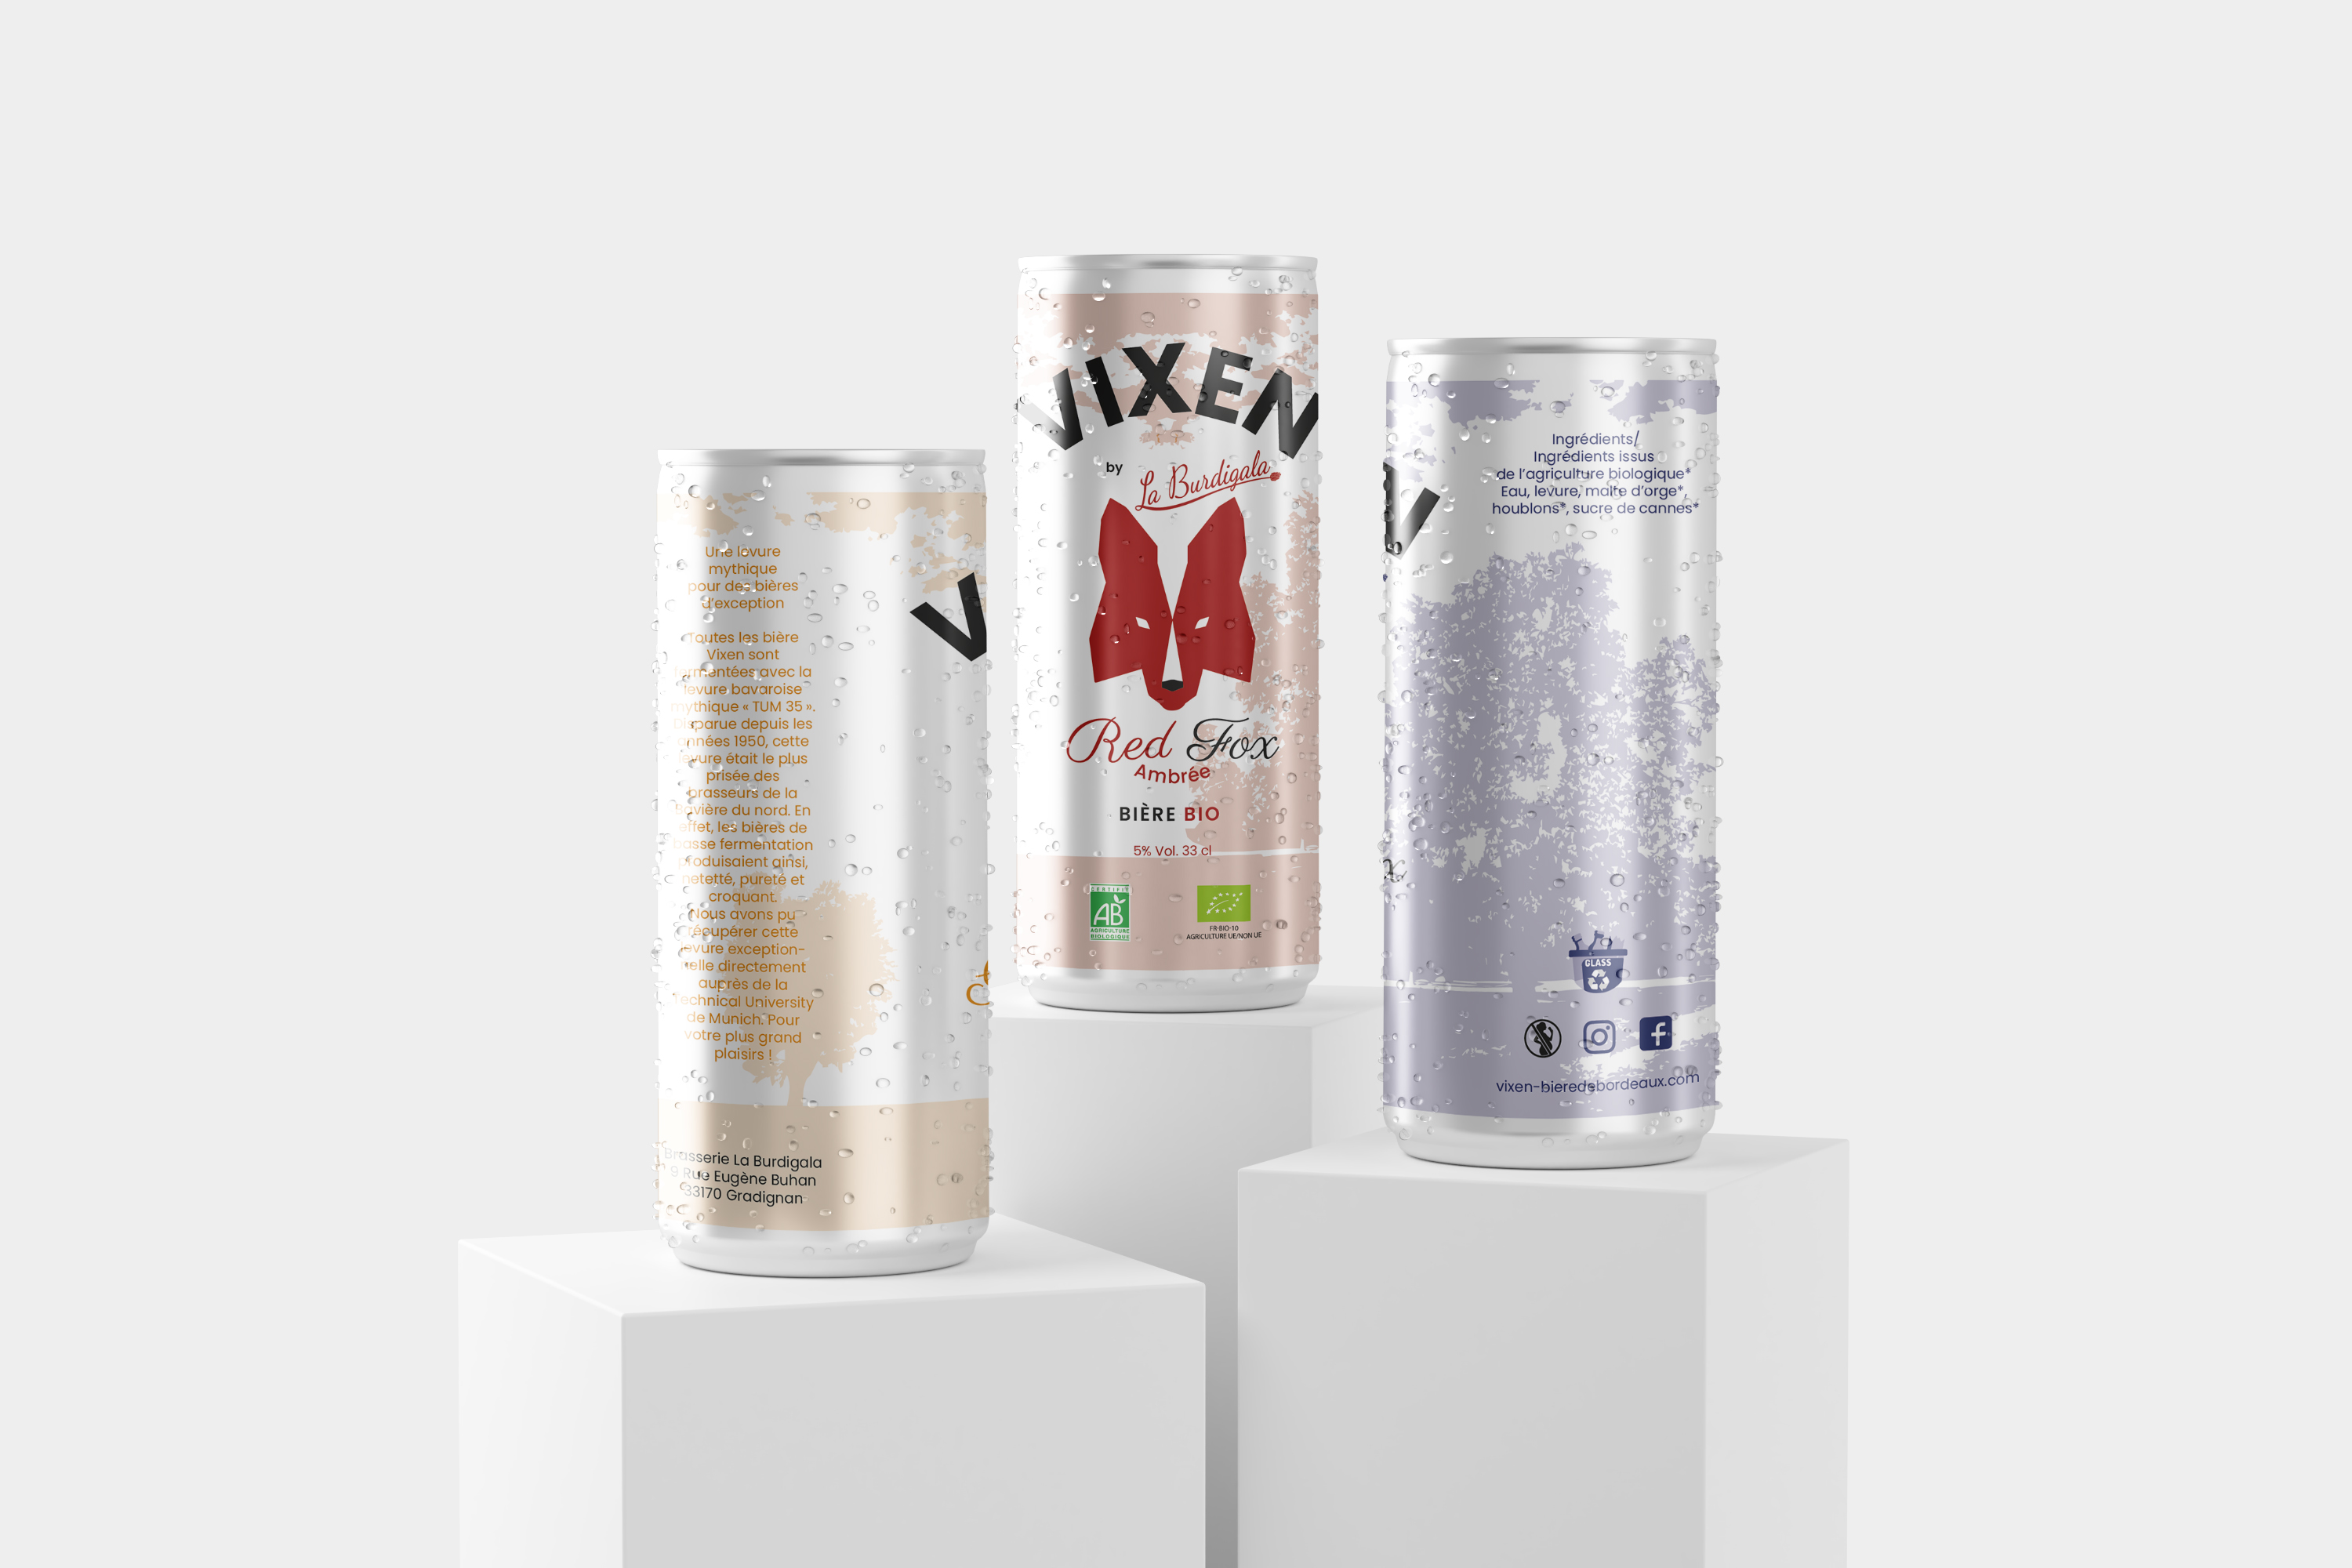 Une levure
mythique
pour des bières
d'exception
Toutes les bière
Vixen sont
fermentées avec la
levure bavaroise
mythique « TUM 35 ».
Disparue depuis les
années 1950, cette
levure était le plus
prisée des
brasseurs de la
Bavière du nord. En
effet, les bières de
basse fermentation
produisaient ainsi,
netetté, pureté et
croquant.
Nous avons pu
récupérer cette
levure exception-
nelle directement
auprès de la
Technical University
de Munich. Pour
votre plus grand
plaisirs !
Brasserie La Burdigala
9 Rue Eugène Buhan
33170 Gradignan
V
VIXEN
by La Burdigala
Red Fox
Ambrée
BIÈRE BIO
5% Vol. 33 cl
CERTIFIÉ
AB
AGRICULTURE
BIOLOGIQUE
FR-BIO-10
AGRICULTURE UE/NON UE
Ingrédients/
Ingrédients issus
de l'agriculture biologique*
Eau, levure, malte d'orge*,
houblons*, sucre de cannes*
GLASS
vixen-bieredebordeaux.com